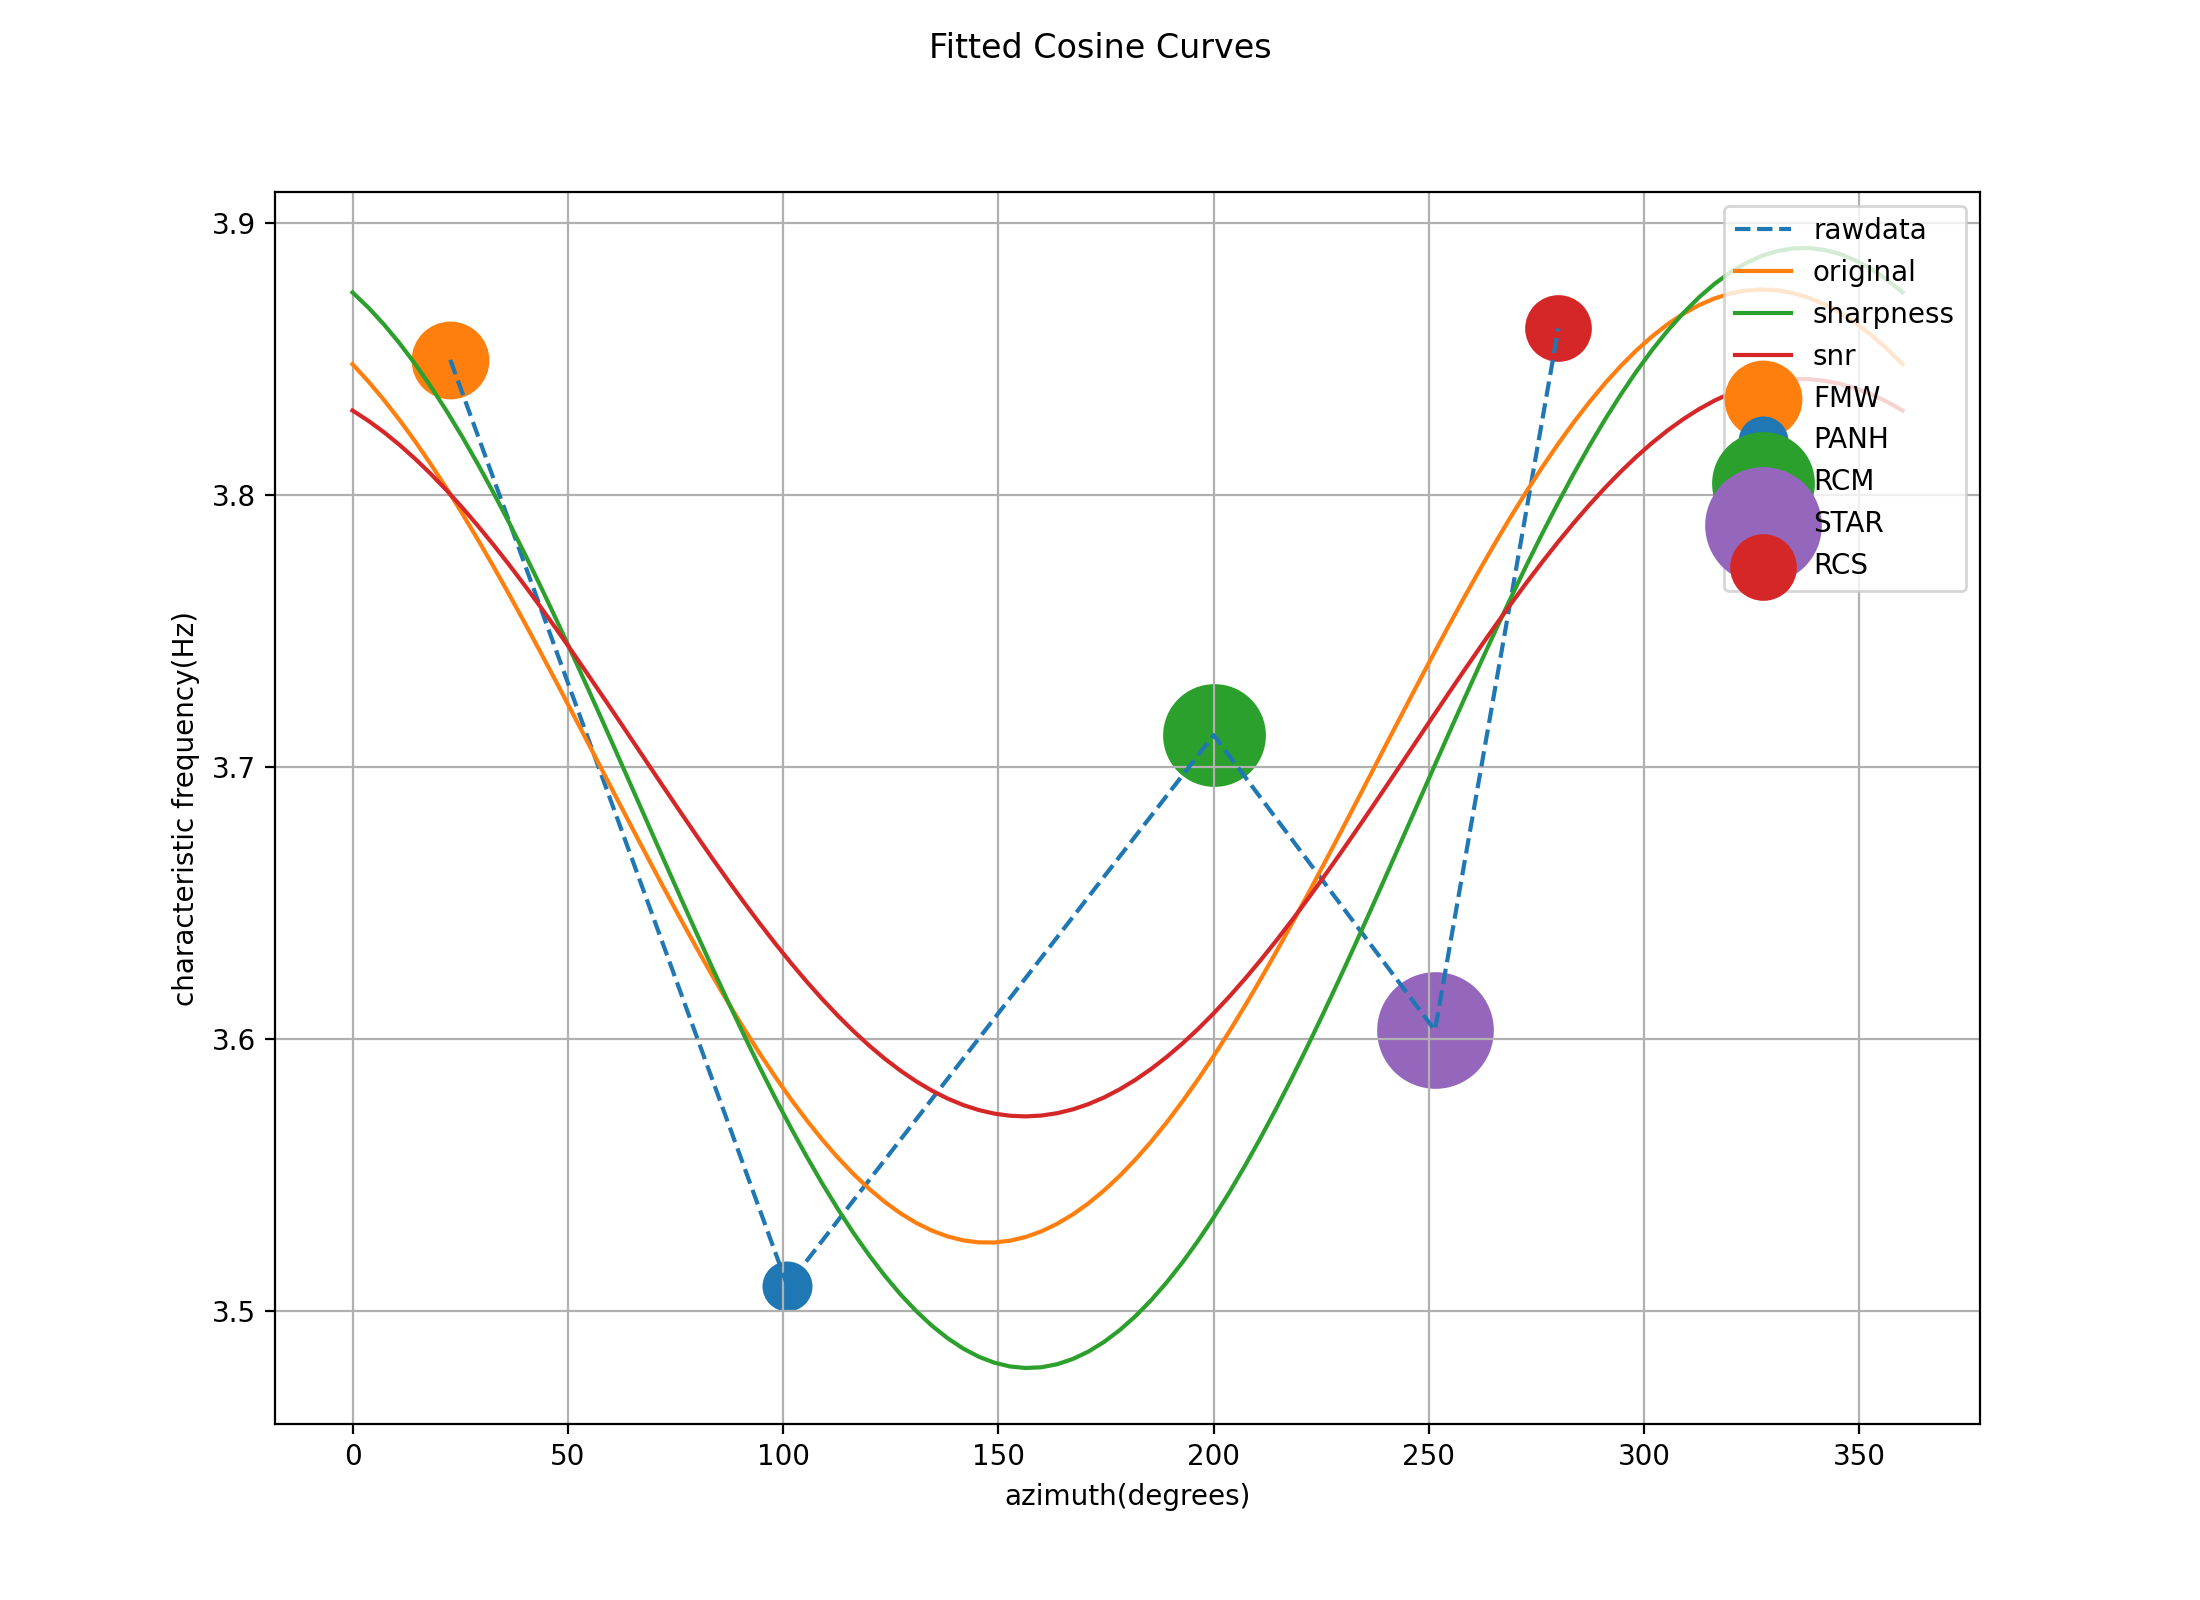 Fitted Cosine Curves
3.9
3.8
3.7
3.6
3.5
characteristic frequency(Hz)
rawdata
original
sharpness
snr
FMW
PANH
RCM
STAR
RCS
0 50 100 150 200 250 300 350
azimuth(degrees)